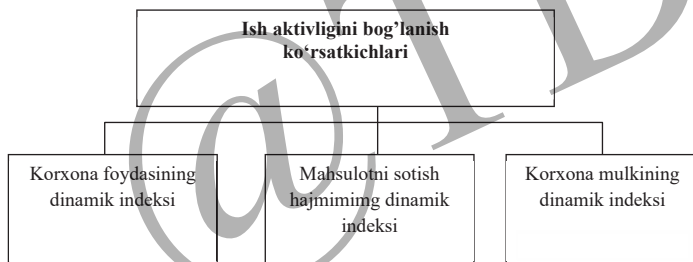 Ish aktivligini bog’lanish
ko‘rsatkichlari
Korxona foydasining
dinamik indeksi
Mahsulotni sotish
hajmimimg dinamik
indeksi
Korxona mulkining
dinamik indeksi